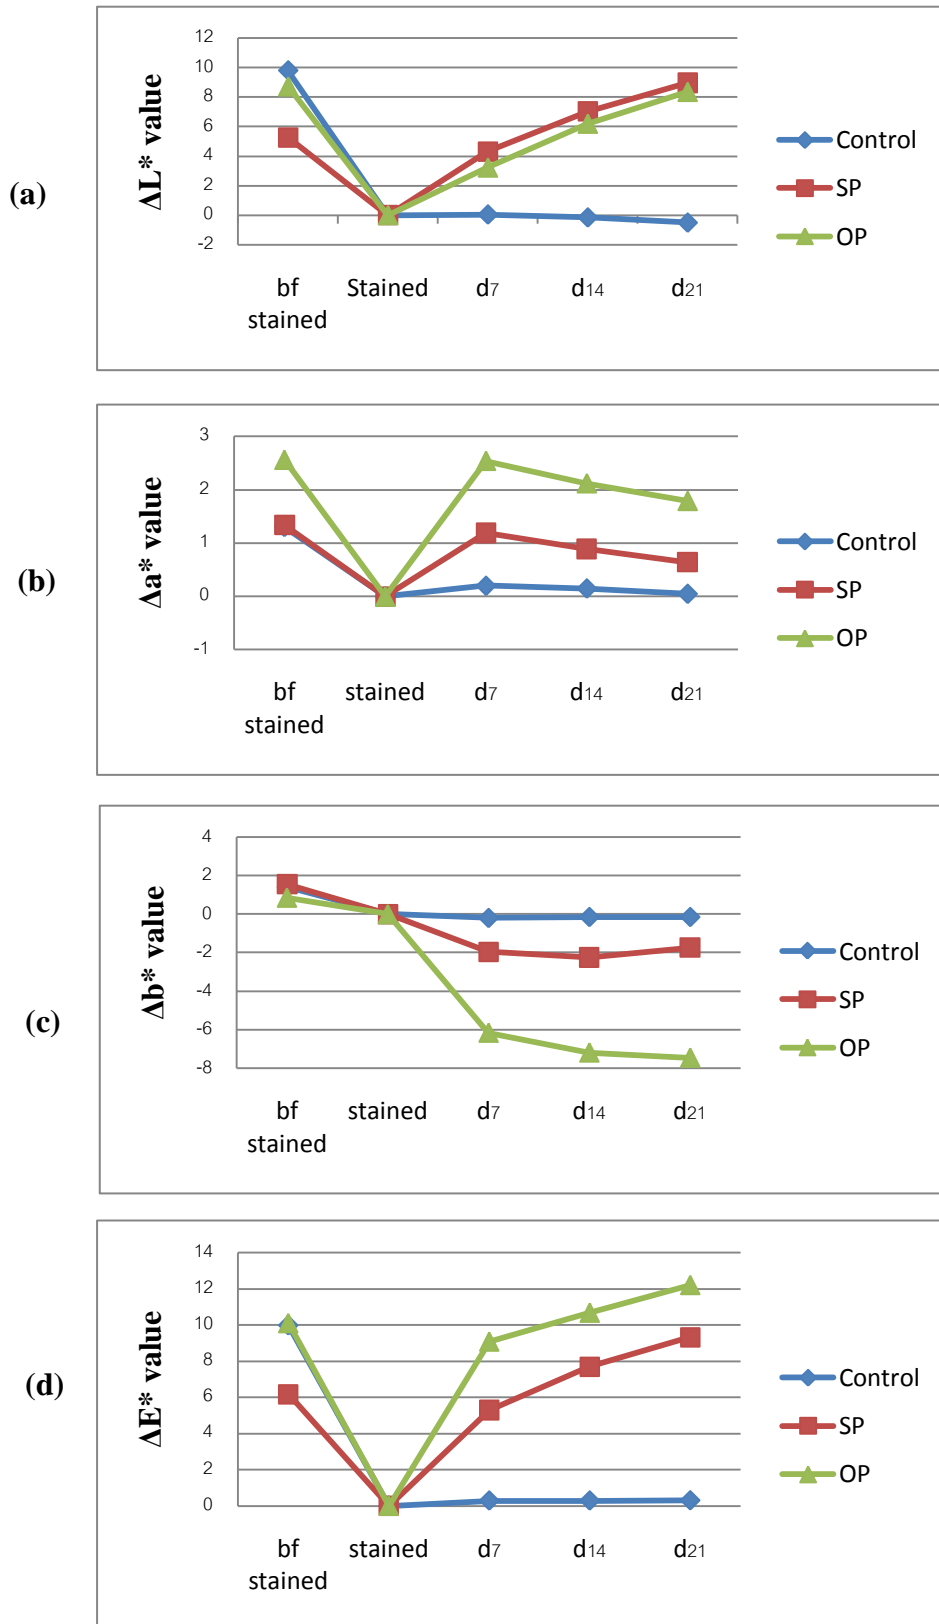 (a)
ΔL* value
12
10
8
6
4
2
0
-2
bf stained
Stained
d7
d14
d21
Control
SP
OP
(b)
Δa* value
3
2
1
0
-1
bf stained
stained
d7
d14
d21
Control
SP
OP
(c)
Δb* value
4
2
0
-2
-4
-6
-8
bf stained
stained
d7
d14
d21
Control
SP
OP
(d)
ΔE* value
14
12
10
8
6
4
2
0
bf stained
stained
d7
d14
d21
Control
SP
OP